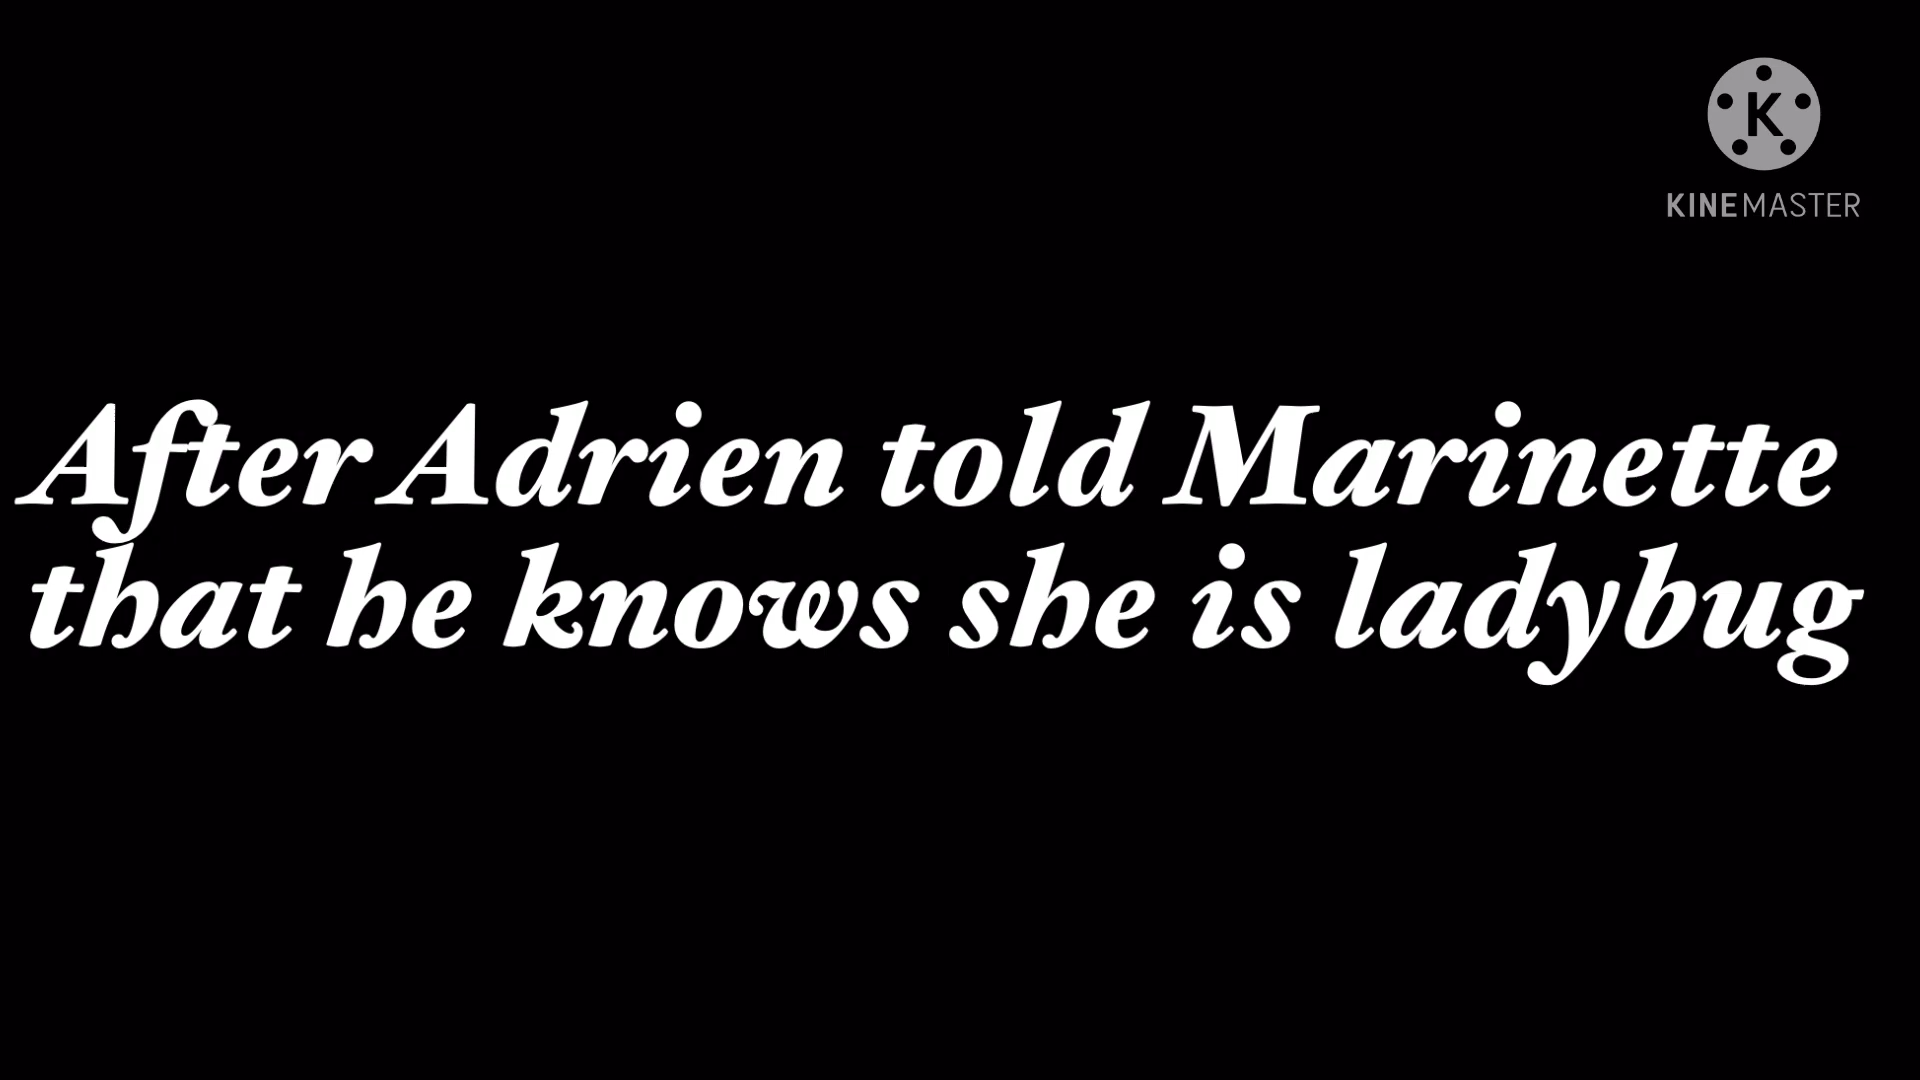 K
KINEMASTER
After Adrien told Marinette
that he knows she is ladybug